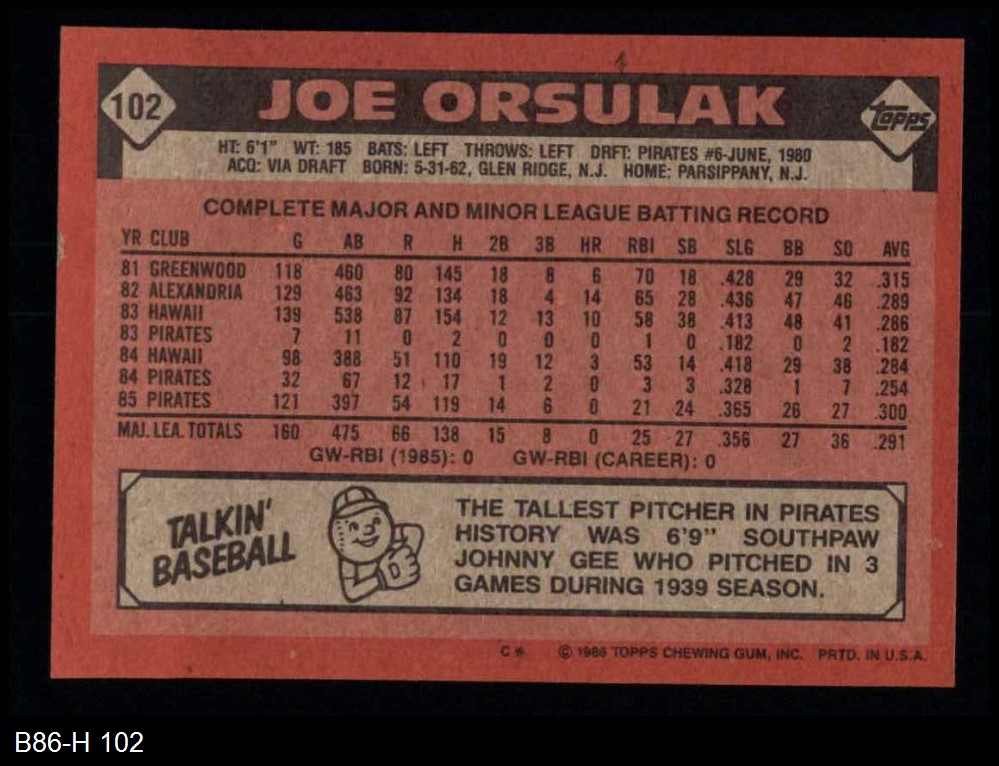 102 JOE ORSULAK Topps
HT: 6'1" WT: 185 BATS: LEFT THROWS: LEFT DRFT: PIRATES #6-JUNE, 1980
ACQ: VIA DRAFT BORN: 5-31-62, GLEN RIDGE, N.J. HOME: PARSIPPANY, N.J.
COMPLETE MAJOR AND MINOR LEAGUE BATTING RECORD
YR CLUB G AB R H 2B 3B HR RBI SB SLG BB SO AVG
81 GREENWOOD 118 460 80 145 18 8 6 70 18 .428 29 32 .315
82 ALEXANDRIA 129 463 92 134 18 4 14 65 28 .436 47 46 .289
83 HAWAII 139 538 87 154 12 13 10 58 38 .413 48 41 .286
83 PIRATES 7 11 0 2 0 0 0 1 0 .182 0 2 .182
84 HAWAII 98 388 51 110 19 12 3 53 14 .418 29 38 .284
84 PIRATES 32 67 12 17 1 2 0 3 3 .328 1 7 .254
85 PIRATES 121 397 54 119 14 6 0 21 24 .365 26 27 .300
MAJ. LEA. TOTALS 160 475 66 138 15 8 0 25 27 .356 27 36 .291
GW-RBI (1985): 0 GW-RBI (CAREER): 0
TALKIN'
BASEBALL
THE TALLEST PITCHER IN PIRATES
HISTORY WAS 6'9" SOUTHPAW
JOHNNY GEE WHO PITCHED IN 3
GAMES DURING 1939 SEASON.
C* © 1986 TOPPS CHEWING GUM, INC. PRTD. IN U.S.A.
B86-H 102